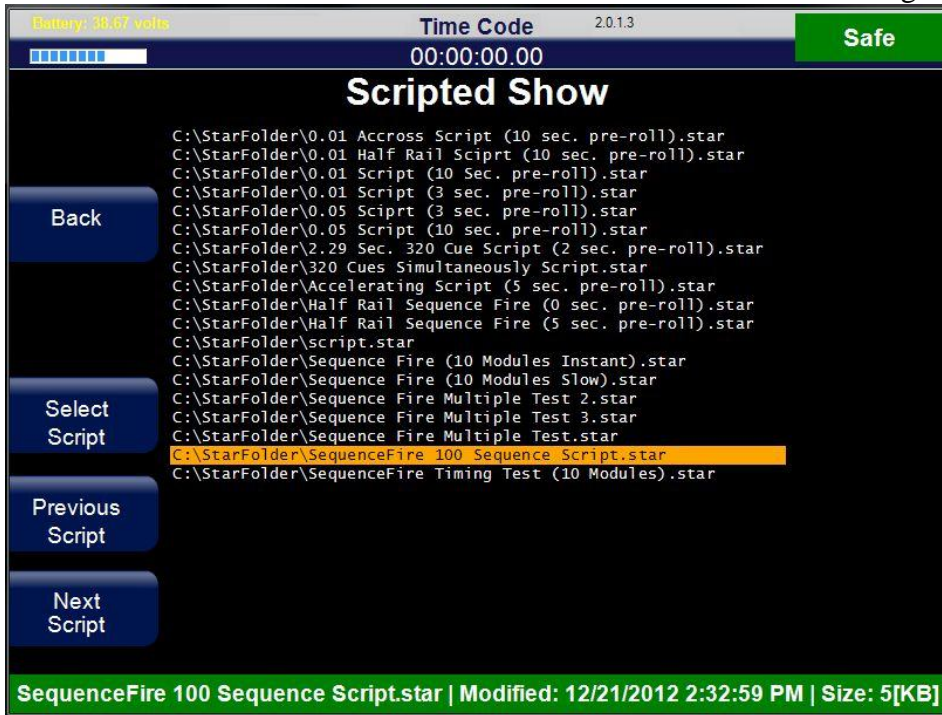 Battery: 38.67 volts
Time Code
2.0.1.3
Safe
00:00:00.00
Scripted Show
C:\StarFolder\0.01 Accross Script (10 sec. pre-roll).star
C:\StarFolder\0.01 Half Rail Sciprt (10 sec. pre-roll).star
C:\StarFolder\0.01 Script (10 Sec. pre-roll).star
C:\StarFolder\0.01 Script (3 sec. pre-roll).star
C:\StarFolder\0.05 Sciprt (3 sec. pre-roll).star
C:\StarFolder\0.05 Script (10 sec. pre-roll).star
C:\StarFolder\2.29 Sec. 320 Cue Script (2 sec. pre-roll).star
C:\StarFolder\320 Cues Simultaneously Script.star
C:\StarFolder\Accelerating Script (5 sec. pre-roll).star
C:\StarFolder\Half Rail Sequence Fire (0 sec. pre-roll).star
C:\StarFolder\Half Rail Sequence Fire (5 sec. pre-roll).star
C:\StarFolder\script.star
C:\StarFolder\Sequence Fire (10 Modules Instant).star
C:\StarFolder\Sequence Fire (10 Modules Slow).star
C:\StarFolder\Sequence Fire Multiple Test 2.star
C:\StarFolder\Sequence Fire Multiple Test 3.star
C:\StarFolder\Sequence Fire Multiple Test.star
C:\StarFolder\SequenceFire 100 Sequence Script.star
C:\StarFolder\SequenceFire Timing Test (10 Modules).star
Back
Select
Script
Previous
Script
Next
Script
SequenceFire 100 Sequence Script.star | Modified: 12/21/2012 2:32:59 PM | Size: 5[KB]